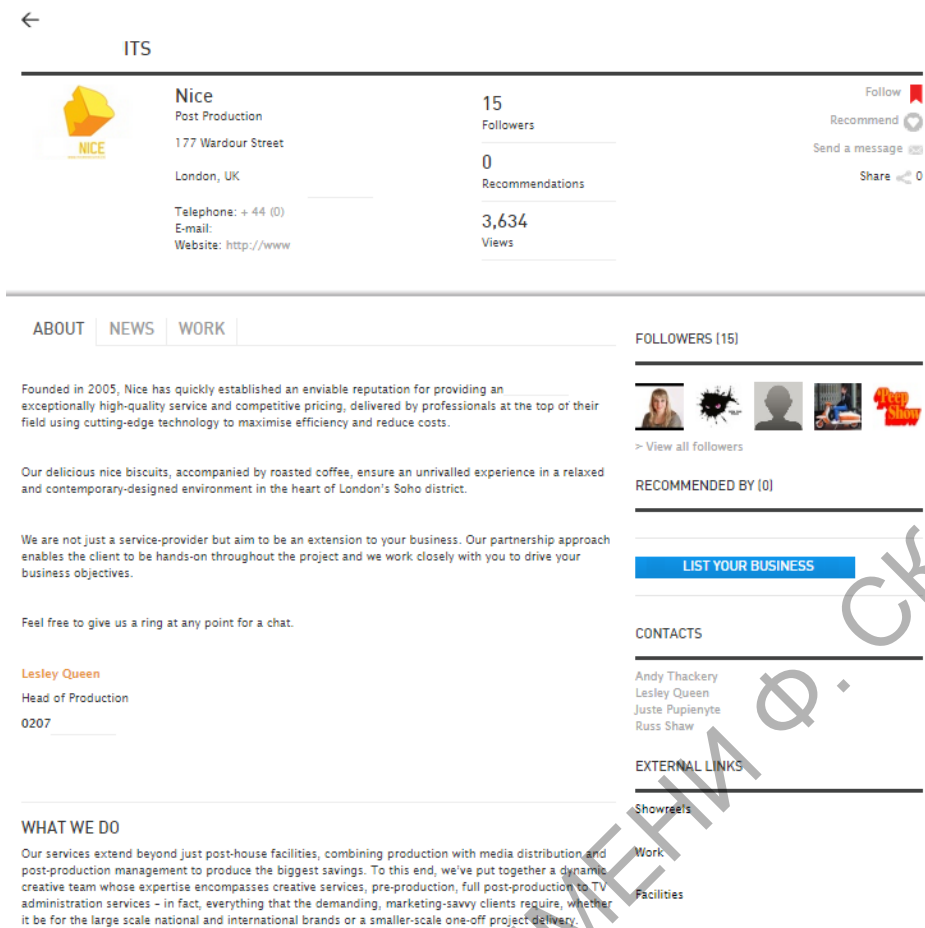 ←
ITS
NICE
Nice
Post Production
177 Wardour Street
London, UK
Telephone: + 44 (0)
E-mail:
Website: http://www
15
Followers
0
Recommendations
3,634
Views
Follow
Recommend
Send a message
Share 0
ABOUT NEWS WORK
Founded in 2005, Nice has quickly established an enviable reputation for providing an
exceptionally high-quality service and competitive pricing, delivered by professionals at the top of their
field using cutting-edge technology to maximise efficiency and reduce costs.
Our delicious nice biscuits, accompanied by roasted coffee, ensure an unrivalled experience in a relaxed
and contemporary-designed environment in the heart of London's Soho district.
We are not just a service-provider but aim to be an extension to your business. Our partnership approach
enables the client to be hands-on throughout the project and we work closely with you to drive your
business objectives.
Feel free to give us a ring at any point for a chat.
Lesley Queen
Head of Production
0207
WHAT WE DO
Our services extend beyond just post-house facilities, combining production with media distribution and
post-production management to produce the biggest savings. To this end, we've put together a dynamic
creative team whose expertise encompasses creative services, pre-production, full post-production to TV
administration services – in fact, everything that the demanding, marketing-savvy clients require, whether
it be for the large scale national and international brands or a smaller-scale one-off project delivery.
FOLLOWERS (15)
Peep
Show
> View all followers
RECOMMENDED BY (0)
LIST YOUR BUSINESS
CONTACTS
Andy Thackery
Lesley Queen
Juste Pupienyte
Russ Shaw
EXTERNAL LINKS
Showreels
Work
Facilities
МЕНИ Ф. СК